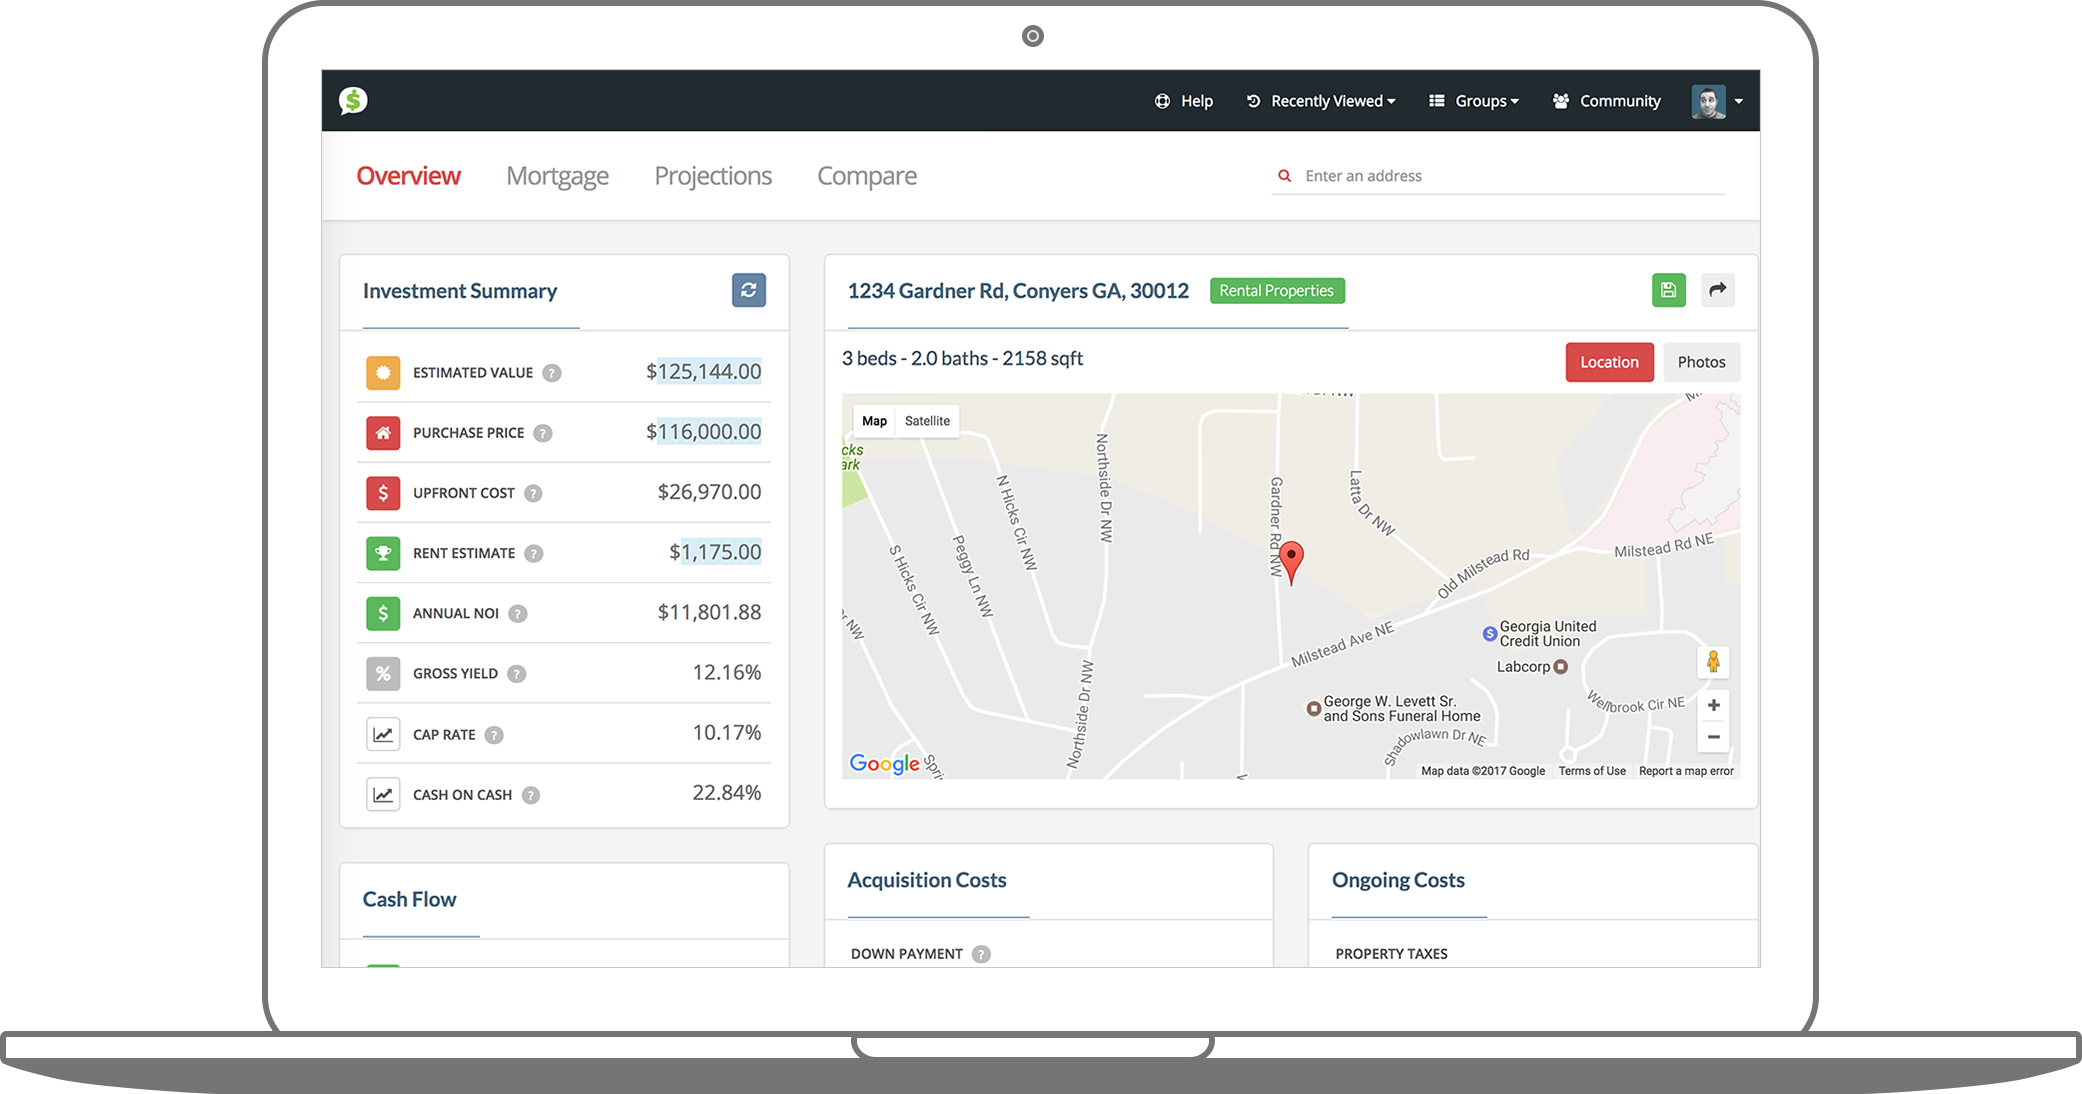 Help
Recently Viewed
Groups
Community
Overview
Mortgage
Projections
Compare
Enter an address
Investment Summary
ESTIMATED VALUE ? $125,144.00
PURCHASE PRICE ? $116,000.00
UPFRONT COST ? $26,970.00
RENT ESTIMATE ? $1,175.00
ANNUAL NOI ? $11,801.88
GROSS YIELD ? 12.16%
CAP RATE ? 10.17%
CASH ON CASH ? 22.84%
Cash Flow
1234 Gardner Rd, Conyers GA, 30012
Rental Properties
3 beds - 2.0 baths - 2158 sqft
Location
Photos
Map
Satellite
cks
ark
S Hicks Cir NW
Peggy Ln NW
N Hicks Cir NW
Northside Dr NW
Northside Dr NW
Gardner Rd NW
Latta Dr NW
Old Milstead Rd
Milstead Rd NE
Milstead Ave NE
Georgia United
Credit Union
Labcorp
George W. Levett Sr.
and Sons Funeral Home
Wellbrook Cir NE
Shadowlawn Dr NE
Google
Map data ©2017 Google
Terms of Use
Report a map error
Acquisition Costs
DOWN PAYMENT ?
Ongoing Costs
PROPERTY TAXES